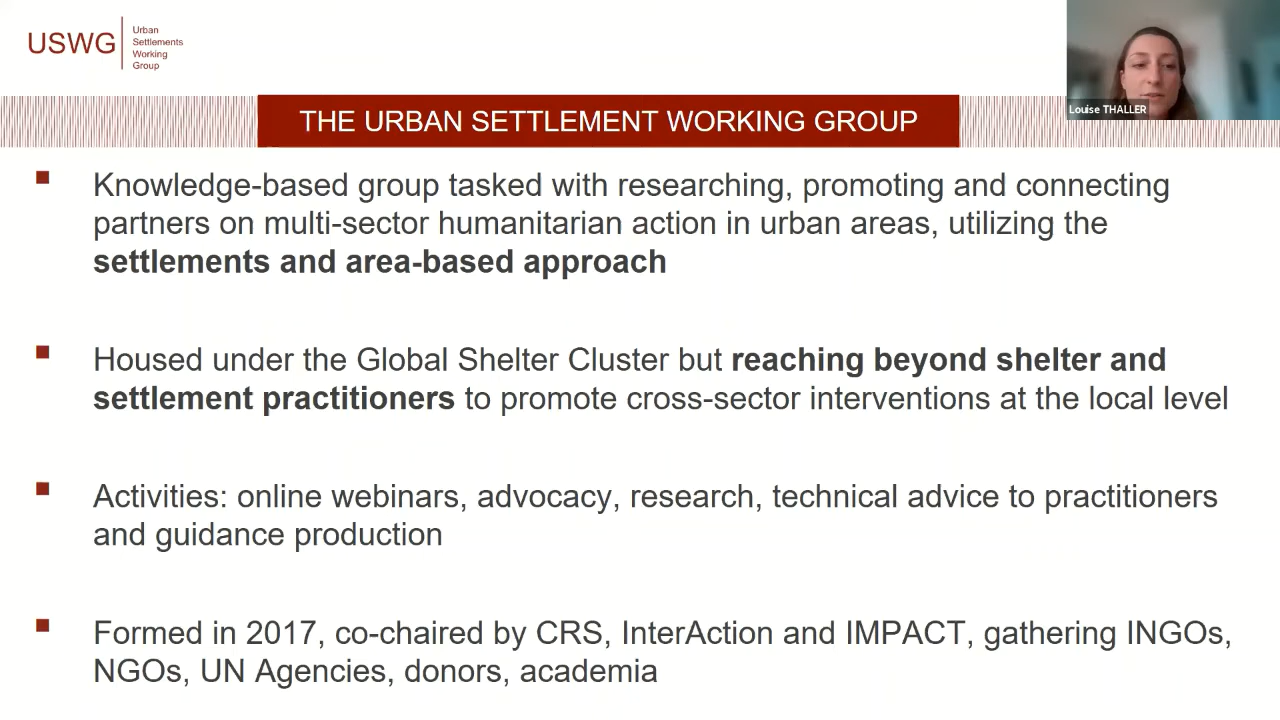 USWG
Urban
Settlements
Working
Group
Louise THALLER
THE URBAN SETTLEMENT WORKING GROUP
Knowledge-based group tasked with researching, promoting and connecting
partners on multi-sector humanitarian action in urban areas, utilizing the
settlements and area-based approach
Housed under the Global Shelter Cluster but reaching beyond shelter and
settlement practitioners to promote cross-sector interventions at the local level
Activities: online webinars, advocacy, research, technical advice to practitioners
and guidance production
Formed in 2017, co-chaired by CRS, InterAction and IMPACT, gathering INGOs,
NGOs, UN Agencies, donors, academia